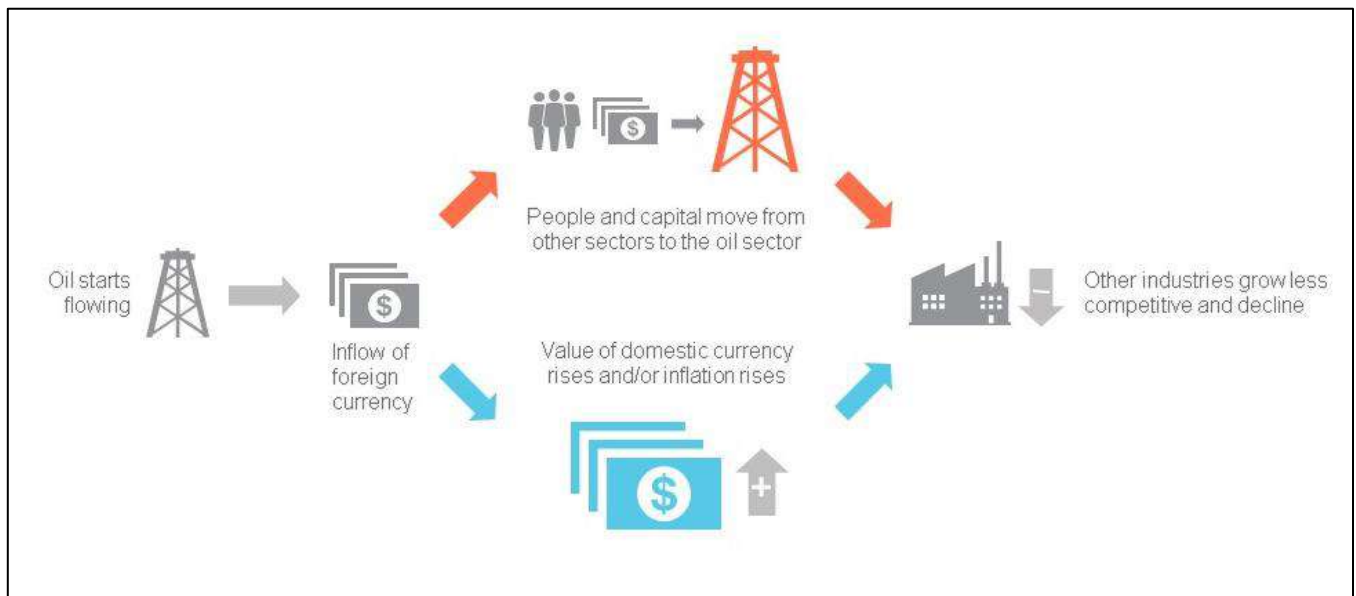 Oil starts
flowing
Inflow of
foreign
currency
$
$
People and capital move from
other sectors to the oil sector
Value of domestic currency
rises and/or inflation rises
$
+
Other industries grow less
competitive and decline